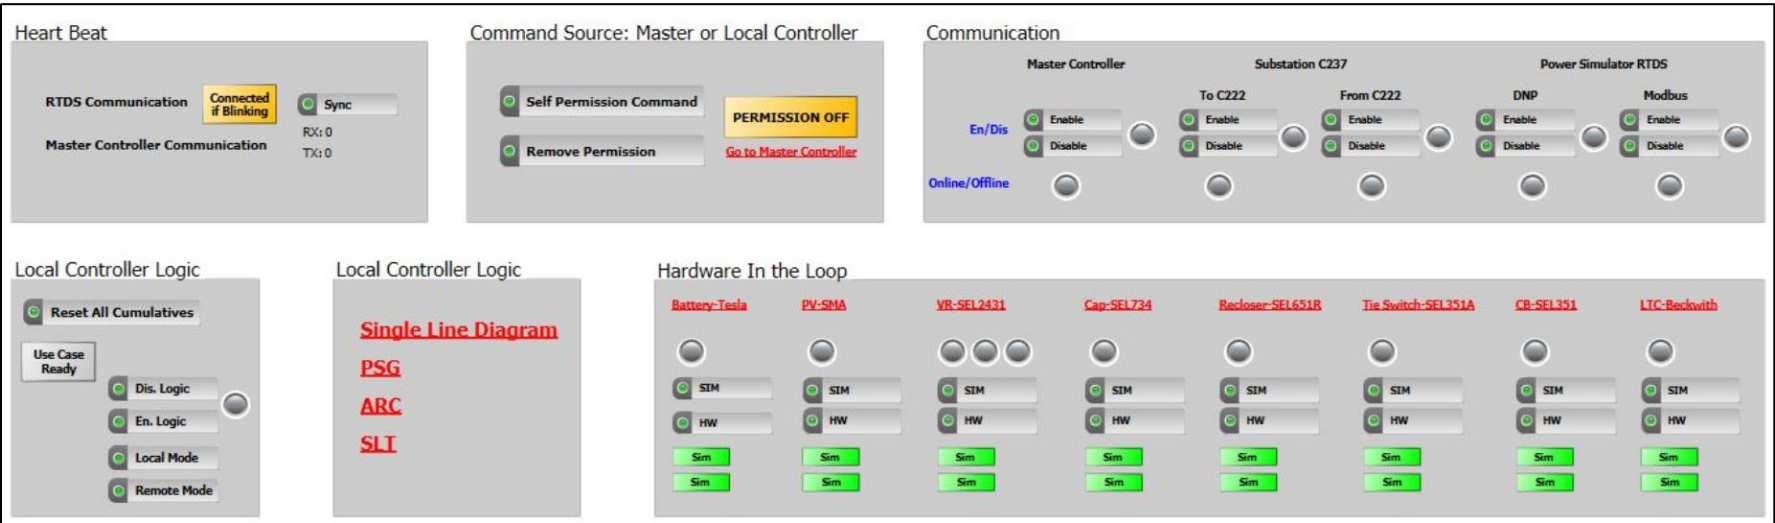 Heart Beat
RTDS Communication
Connected
if Blinking
Sync
RX: 0
Master Controller Communication
TX: 0
Command Source: Master or Local Controller
Self Permission Command
PERMISSION OFF
Remove Permission
Go to Master Controller
Communication
Master Controller Substation C237 Power Simulator RTDS
To C222 From C222 DNP Modbus
En/Dis
Enable Enable Enable Enable Enable
Disable Disable Disable Disable Disable
Online/Offline
Local Controller Logic
Reset All Cumulatives
Use Case
Ready
Dis. Logic
En. Logic
Local Mode
Remote Mode
Local Controller Logic
Single Line Diagram
PSG
ARC
SLT
Hardware In the Loop
Battery-Tesla PV-SMA VR-SEL2431 Cap-SEL734 Recloser-SEL651R Tie Switch-SEL351A CB-SEL351 LTC-Beckwith
SIM SIM SIM SIM SIM SIM SIM SIM
HW HW HW HW HW HW HW HW
Sim Sim Sim Sim Sim Sim Sim Sim
Sim Sim Sim Sim Sim Sim Sim Sim